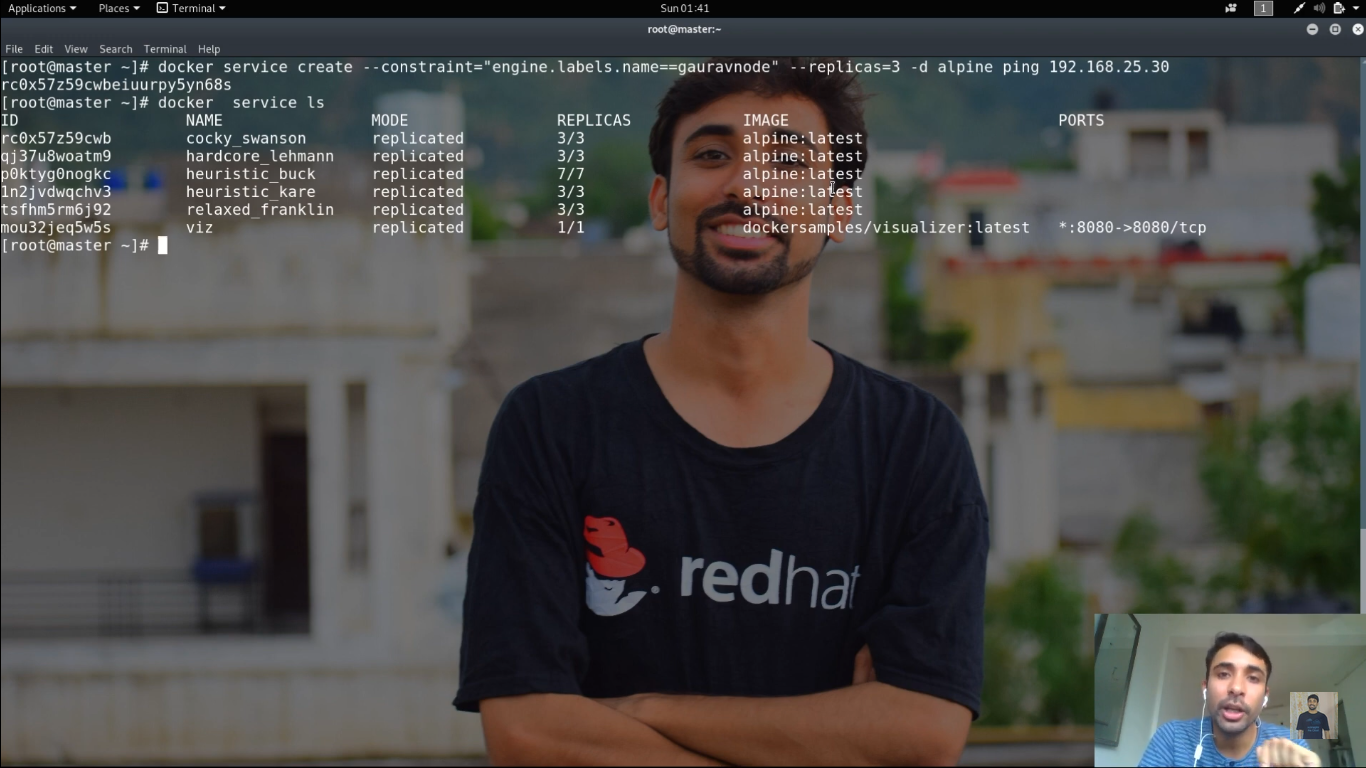 Applications Places Terminal Sun 01:41 1
root@master:~
File Edit View Search Terminal Help
[root@master ~]# docker service create --constraint="engine.labels.name==gauravnode" --replicas=3 -d alpine ping 192.168.25.30
rc0x57z59cwbeiuurpy5yn68s
[root@master ~]# docker  service ls
ID NAME MODE REPLICAS IMAGE PORTS
rc0x57z59cwb cocky_swanson replicated 3/3 alpine:latest
qj37u8woatm9 hardcore_lehmann replicated 3/3 alpine:latest
p0ktyg0nogkc heuristic_buck replicated 7/7 alpine:latest
1n2jvdwqchv3 heuristic_kare replicated 3/3 alpine:latest
tsfhm5rm6j92 relaxed_franklin replicated 3/3 alpine:latest
mou32jeq5w5s viz replicated 1/1 dockersamples/visualizer:latest *:8080->8080/tcp
[root@master ~]#
redhat